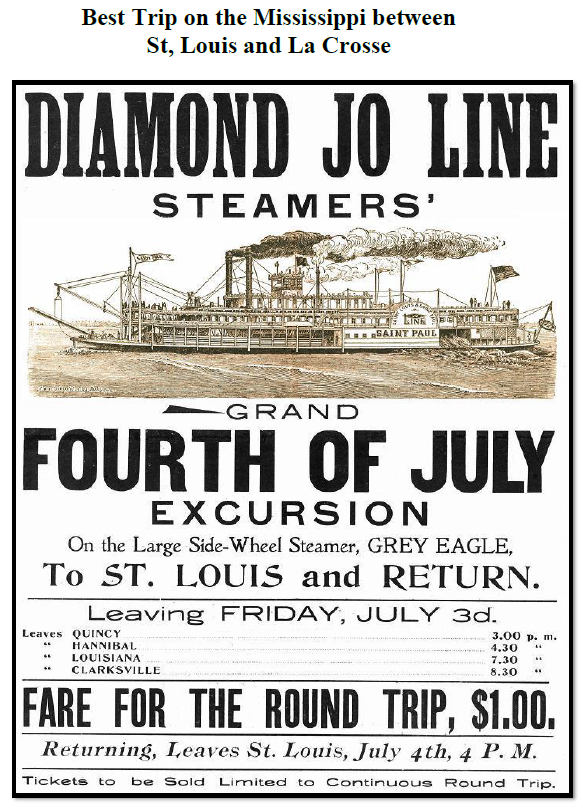 Best Trip on the Mississippi between
St, Louis and La Crosse
DIAMOND JO LINE
STEAMERS'
LINE
SAINT PAUL
GRAND
FOURTH OF JULY
EXCURSION
On the Large Side-Wheel Steamer, GREY EAGLE,
To ST. LOUIS and RETURN.
Leaving FRIDAY, JULY 3d.
Leaves QUINCY 3.00 p. m.
“ HANNIBAL 4.30 “
“ LOUISIANA 7.30 “
“ CLARKSVILLE 8.30 “
FARE FOR THE ROUND TRIP, $1.00.
Returning, Leaves St. Louis, July 4th, 4 P. M.
Tickets to be Sold Limited to Continuous Round Trip.